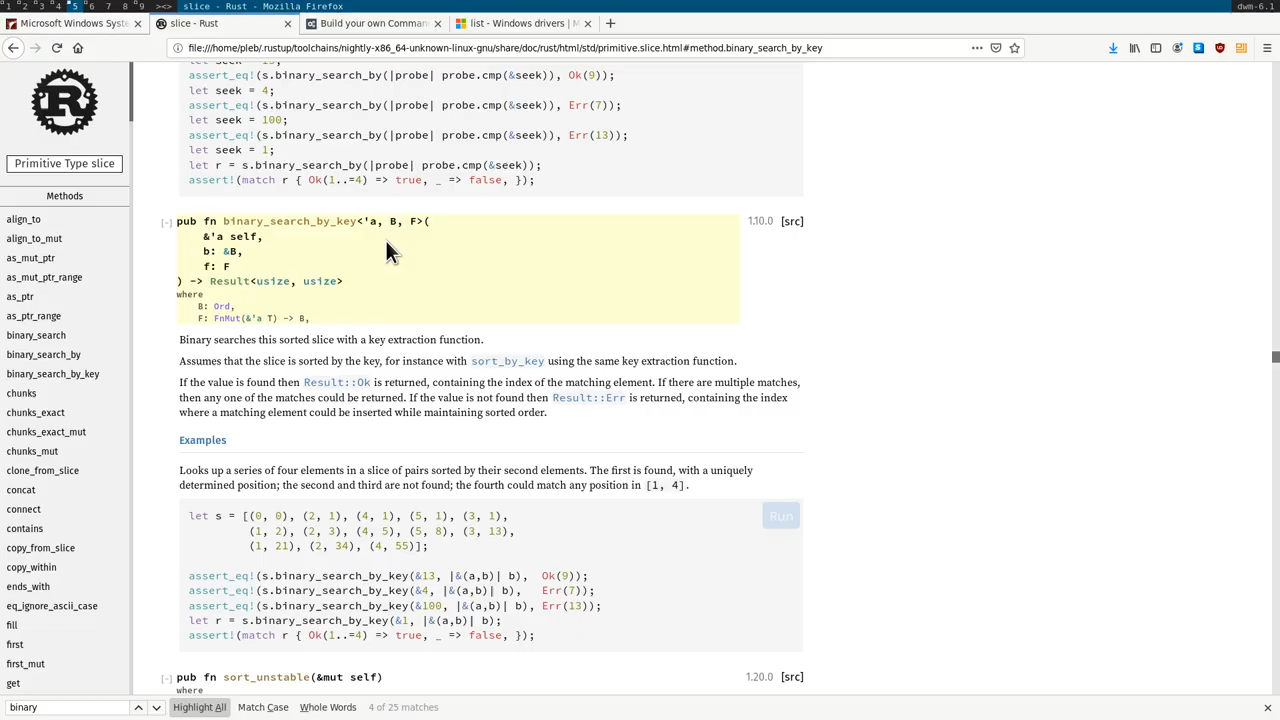 1 2 3 4 5 6 7 8 9 ><> slice - Rust - Mozilla Firefox dwm-6.1
Microsoft Windows Syste
slice - Rust
Build your own Comman
list - Windows drivers | M
file:///home/pleb/.rustup/toolchains/nightly-x86_64-unknown-linux-gnu/share/doc/rust/html/std/primitive.slice.html#method.binary_search_by_key
Primitive Type slice
Methods
align_to
align_to_mut
as_mut_ptr
as_mut_ptr_range
as_ptr
as_ptr_range
binary_search
binary_search_by
binary_search_by_key
chunks
chunks_exact
chunks_exact_mut
chunks_mut
clone_from_slice
concat
connect
contains
copy_from_slice
copy_within
ends_with
eq_ignore_ascii_case
fill
first
first_mut
get
assert_eq!(s.binary_search_by(|probe| probe.cmp(&seek)), Ok(9));
let seek = 4;
assert_eq!(s.binary_search_by(|probe| probe.cmp(&seek)), Err(7));
let seek = 100;
assert_eq!(s.binary_search_by(|probe| probe.cmp(&seek)), Err(13));
let seek = 1;
let r = s.binary_search_by(|probe| probe.cmp(&seek));
assert!(match r { Ok(1..=4) => true, _ => false, });
[-] pub fn binary_search_by_key<'a, B, F>( 1.10.0 [src]
&'a self,
b: &B,
f: F
) -> Result<usize, usize>
where
B: Ord,
F: FnMut(&'a T) -> B,
Binary searches this sorted slice with a key extraction function.
Assumes that the slice is sorted by the key, for instance with sort_by_key using the same key extraction function.
If the value is found then Result::Ok is returned, containing the index of the matching element. If there are multiple matches,
then any one of the matches could be returned. If the value is not found then Result::Err is returned, containing the index
where a matching element could be inserted while maintaining sorted order.
Examples
Looks up a series of four elements in a slice of pairs sorted by their second elements. The first is found, with a uniquely
determined position; the second and third are not found; the fourth could match any position in [1, 4].
Run
let s = [(0, 0), (2, 1), (4, 1), (5, 1), (3, 1),
(1, 2), (2, 3), (4, 5), (5, 8), (3, 13),
(1, 21), (2, 34), (4, 55)];
assert_eq!(s.binary_search_by_key(&13, |&(a,b)| b), Ok(9));
assert_eq!(s.binary_search_by_key(&4, |&(a,b)| b), Err(7));
assert_eq!(s.binary_search_by_key(&100, |&(a,b)| b), Err(13));
let r = s.binary_search_by_key(&1, |&(a,b)| b);
assert!(match r { Ok(1..=4) => true, _ => false, });
[-] pub fn sort_unstable(&mut self) 1.20.0 [src]
where
binary
Highlight All Match Case Whole Words 4 of 25 matches